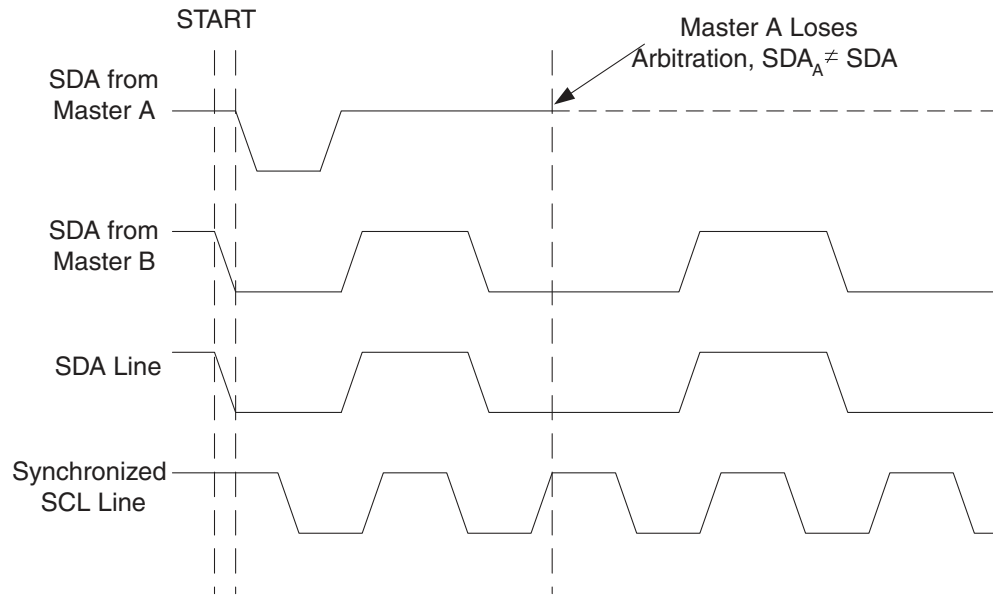 START
Master A Loses
Arbitration, SDA_A ≠ SDA
SDA from
Master A
SDA from
Master B
SDA Line
Synchronized
SCL Line